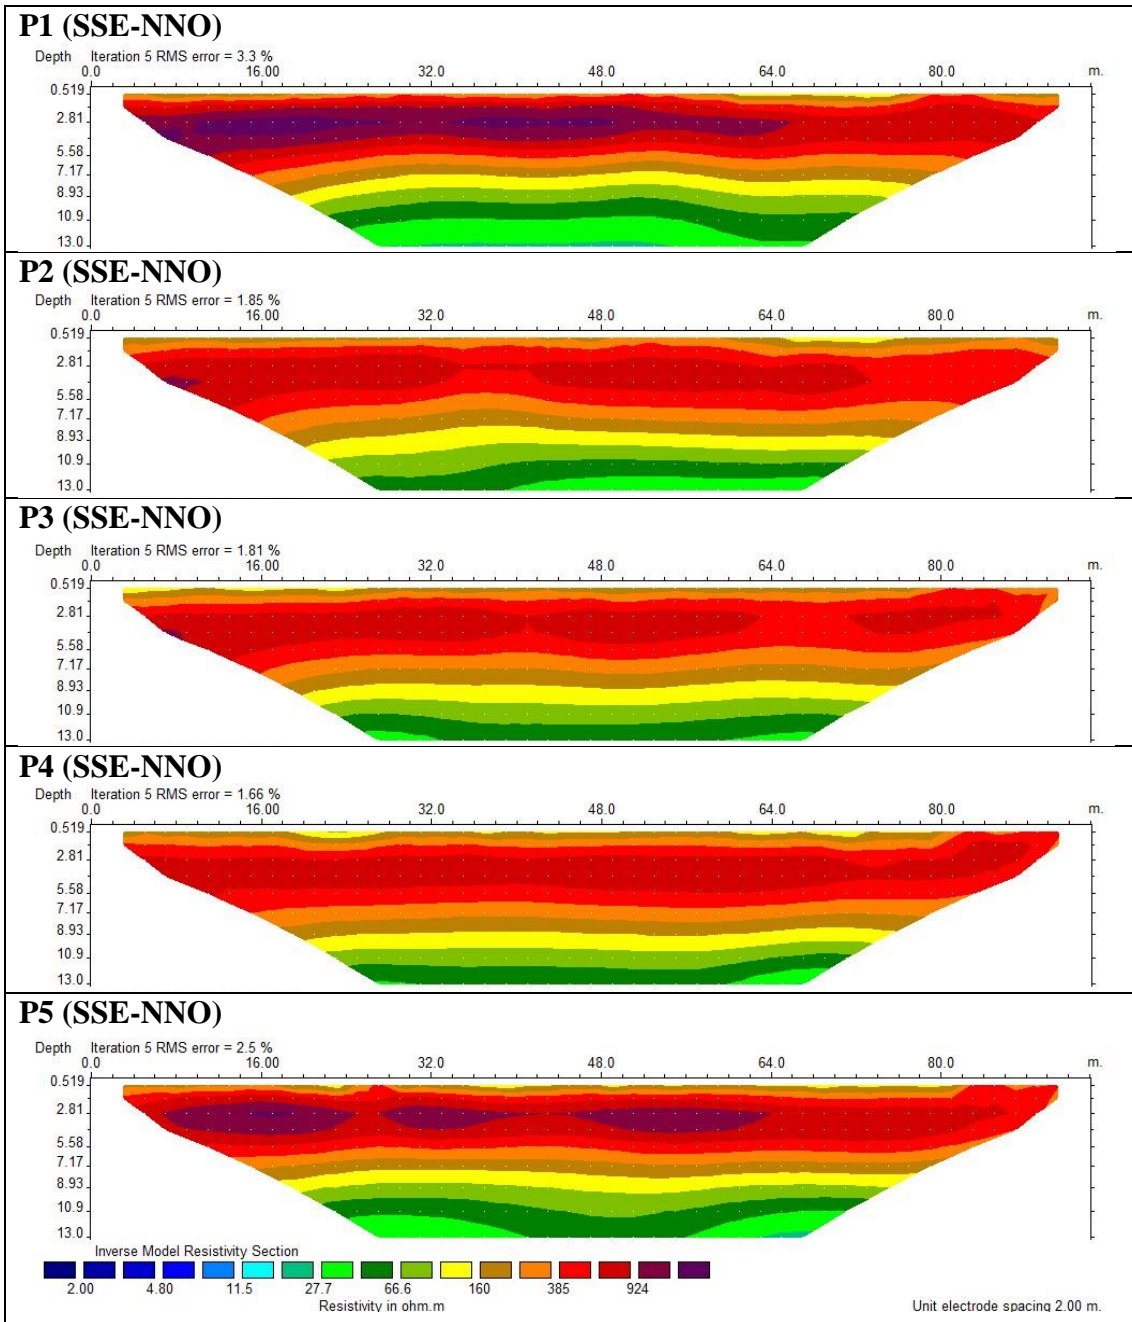 P1 (SSE-NNO)
Depth Iteration 5 RMS error = 3.3 %
0.0 16.00 32.0 48.0 64.0 80.0 m.
0.519
2.81
5.58
7.17
8.93
10.9
13.0
P2 (SSE-NNO)
Depth Iteration 5 RMS error = 1.85 %
0.0 16.00 32.0 48.0 64.0 80.0 m.
0.519
2.81
5.58
7.17
8.93
10.9
13.0
P3 (SSE-NNO)
Depth Iteration 5 RMS error = 1.81 %
0.0 16.00 32.0 48.0 64.0 80.0 m.
0.519
2.81
5.58
7.17
8.93
10.9
13.0
P4 (SSE-NNO)
Depth Iteration 5 RMS error = 1.66 %
0.0 16.00 32.0 48.0 64.0 80.0 m.
0.519
2.81
5.58
7.17
8.93
10.9
13.0
P5 (SSE-NNO)
Depth Iteration 5 RMS error = 2.5 %
0.0 16.00 32.0 48.0 64.0 80.0 m.
0.519
2.81
5.58
7.17
8.93
10.9
13.0
Inverse Model Resistivity Section
2.00 4.80 11.5 27.7 66.6 160 385 924
Resistivity in ohm.m Unit electrode spacing 2.00 m.